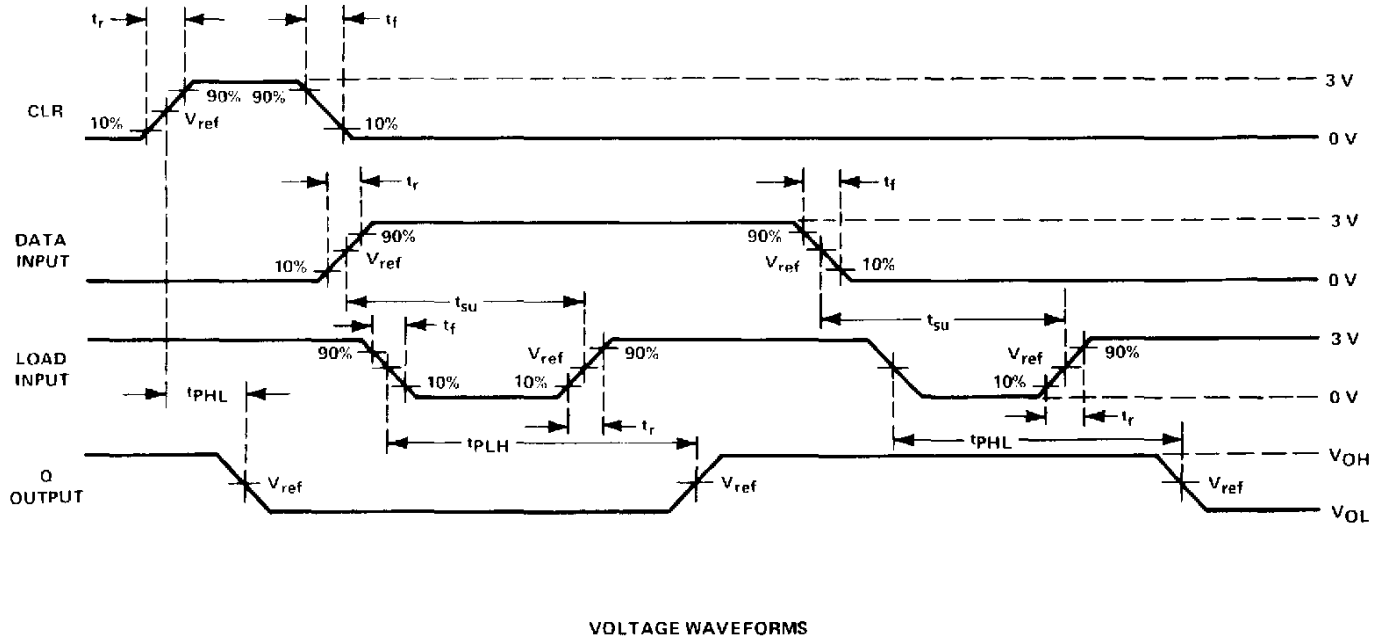 tr
tf
CLR
10%
90%
90%
Vref
10%
3 V
0 V
tr
tf
DATA
INPUT
10%
90%
Vref
90%
Vref
10%
3 V
0 V
tsu
tf
tsu
LOAD
INPUT
90%
10%
10%
Vref
90%
Vref
10%
90%
3 V
0 V
tPHL
tPLH
tr
tPHL
tr
Q
OUTPUT
Vref
Vref
Vref
VOH
VOL
VOLTAGE WAVEFORMS